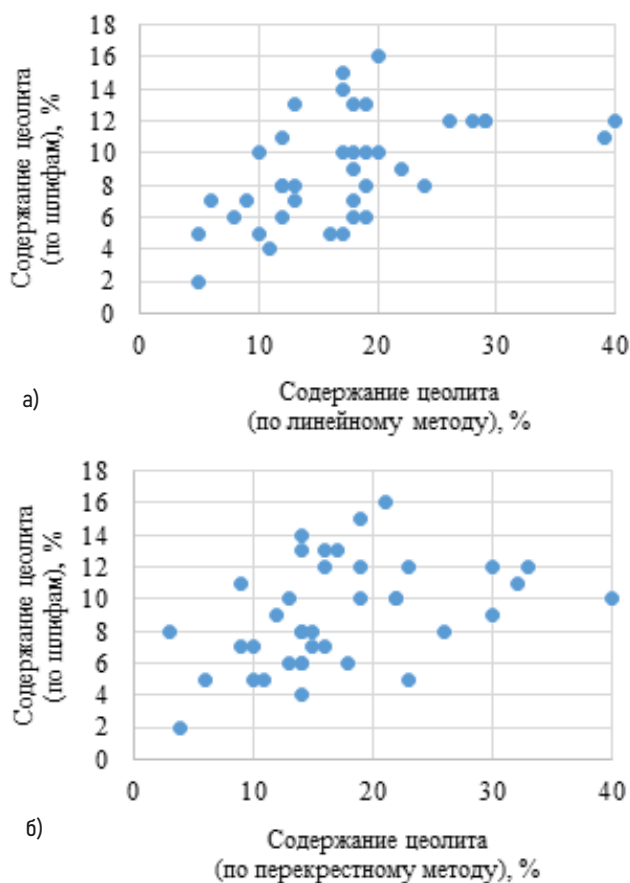 18
16
14
12
10
8
6
4
2
0
Содержание цеолита
(по шлифам), %
0 10 20 30 40
а)
Содержание цеолита
(по линейному методу), %
18
16
14
12
10
8
6
4
2
0
Содержание цеолита
(по шлифам), %
0 10 20 30 40
б)
Содержание цеолита
(по перекрестному методу), %